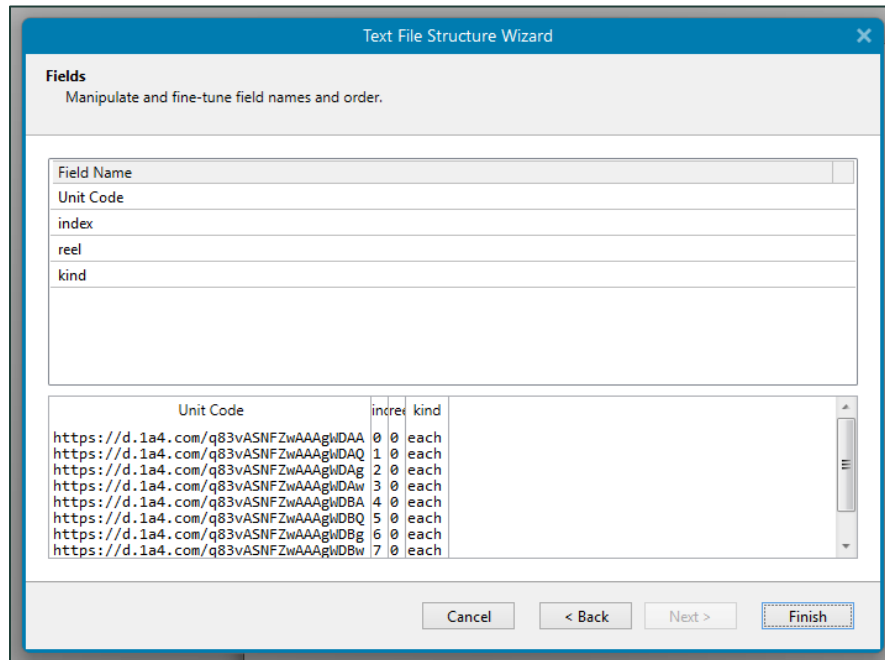 Text File Structure Wizard
Fields
Manipulate and fine-tune field names and order.
Field Name
Unit Code
index
reel
kind
Unit Code inc ree kind
https://d.1a4.com/q83vASNFZwAAAgWDAA 0 0 each
https://d.1a4.com/q83vASNFZwAAAgWDAQ 1 0 each
https://d.1a4.com/q83vASNFZwAAAgWDAg 2 0 each
https://d.1a4.com/q83vASNFZwAAAgWDAw 3 0 each
https://d.1a4.com/q83vASNFZwAAAgWDBA 4 0 each
https://d.1a4.com/q83vASNFZwAAAgWDBQ 5 0 each
https://d.1a4.com/q83vASNFZwAAAgWDBg 6 0 each
https://d.1a4.com/q83vASNFZwAAAgWDBw 7 0 each
Cancel < Back Next > Finish